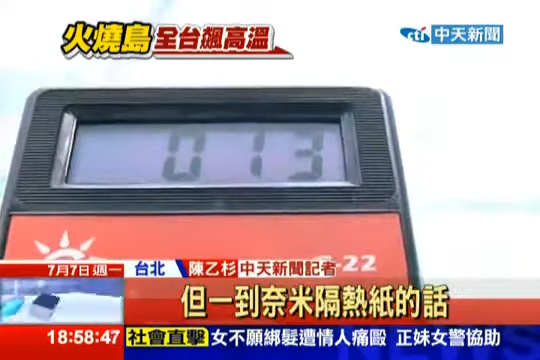 火燒島 全台飆高溫
cti 中天新聞
013
-22
7月7日 週一 台北 陳乙杉 中天新聞記者
但一到奈米隔熱紙的話
18:58:47 社會直擊 女不願綁髮遭情人痛毆 正妹女警協助